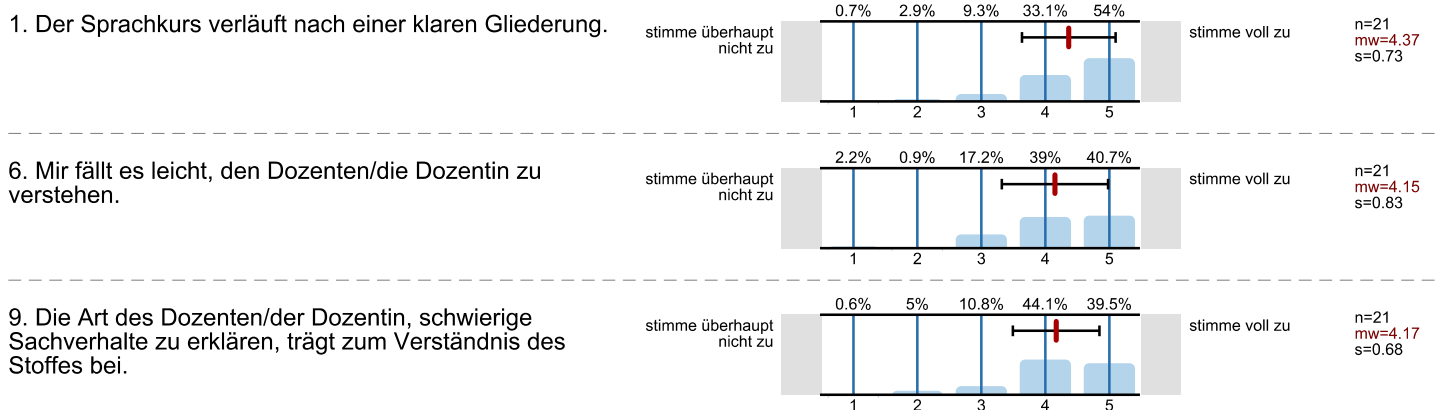 1. Der Sprachkurs verläuft nach einer klaren Gliederung.
stimme überhaupt
nicht zu
0.7% 2.9% 9.3% 33.1% 54%
1 2 3 4 5
stimme voll zu
n=21
mw=4.37
s=0.73
6. Mir fällt es leicht, den Dozenten/die Dozentin zu
verstehen.
stimme überhaupt
nicht zu
2.2% 0.9% 17.2% 39% 40.7%
1 2 3 4 5
stimme voll zu
n=21
mw=4.15
s=0.83
9. Die Art des Dozenten/der Dozentin, schwierige
Sachverhalte zu erklären, trägt zum Verständnis des
Stoffes bei.
stimme überhaupt
nicht zu
0.6% 5% 10.8% 44.1% 39.5%
1 2 3 4 5
stimme voll zu
n=21
mw=4.17
s=0.68